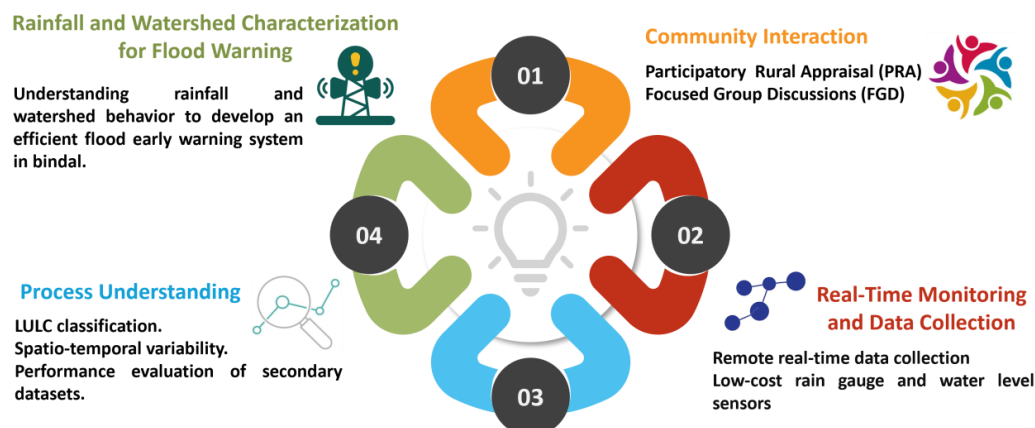 Rainfall and Watershed Characterization
for Flood Warning
Understanding rainfall and
watershed behavior to develop an
efficient flood early warning system
in bindal.
01
Community Interaction
Participatory Rural Appraisal (PRA)
Focused Group Discussions (FGD)
04
02
Process Understanding
LULC classification.
Spatio-temporal variability.
Performance evaluation of secondary
datasets.
03
Real-Time Monitoring
and Data Collection
Remote real-time data collection
Low-cost rain gauge and water level
sensors